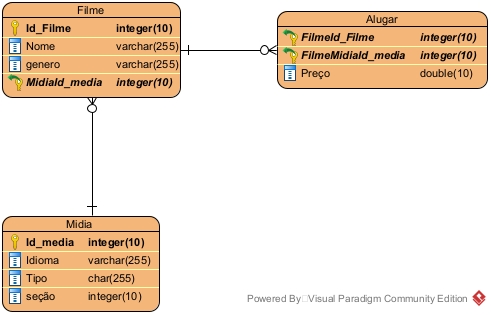 Filme
Id_Filme integer(10)
Nome varchar(255)
genero varchar(255)
MidiaId_media integer(10)
Alugar
FilmeId_Filme integer(10)
FilmeMidiaId_media integer(10)
Preço double(10)
Midia
Id_media integer(10)
Idioma varchar(255)
Tipo char(255)
seção integer(10)
Powered By Visual Paradigm Community Edition